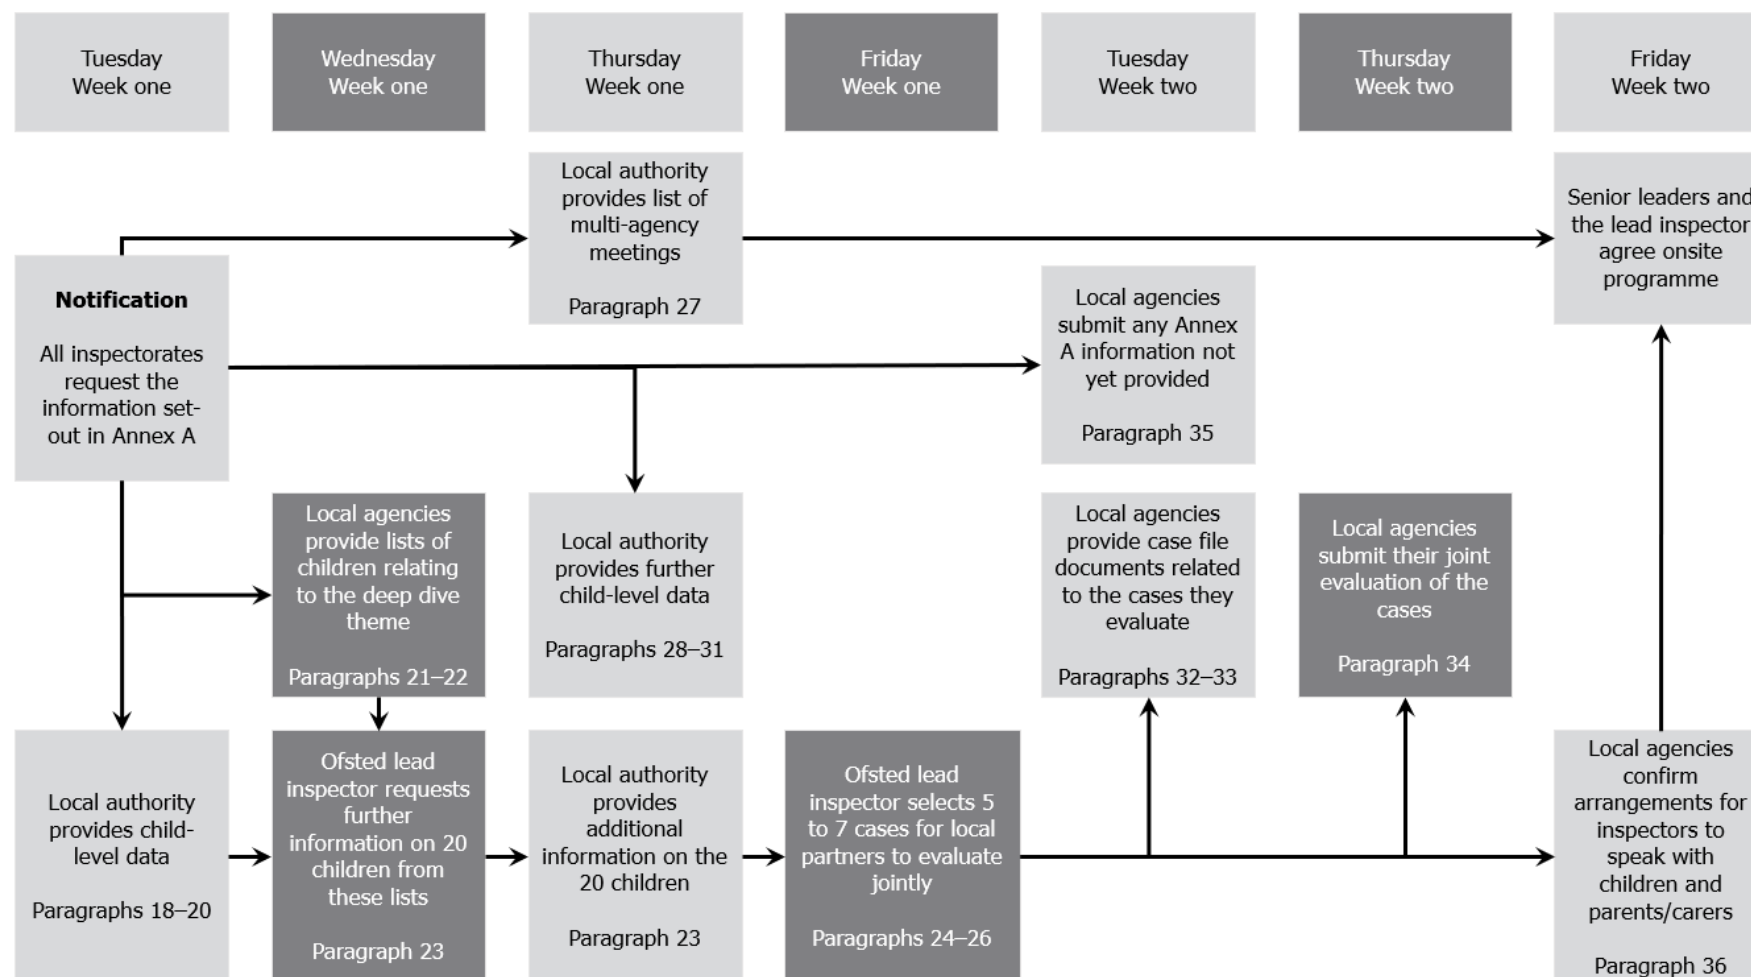 Tuesday
Week one
Wednesday
Week one
Thursday
Week one
Friday
Week one
Tuesday
Week two
Thursday
Week two
Friday
Week two
Local authority
provides list of
multi-agency
meetings
Paragraph 27
Senior leaders and
the lead inspector
agree onsite
programme
Notification
All inspectorates
request the
information set-
out in Annex A
Local agencies
submit any Annex
A information not
yet provided
Paragraph 35
Local agencies
provide lists of
children relating
to the deep dive
theme
Paragraphs 21–22
Local authority
provides further
child-level data
Paragraphs 28–31
Local agencies
provide case file
documents related
to the cases they
evaluate
Paragraphs 32–33
Local agencies
submit their joint
evaluation of the
cases
Paragraph 34
Local authority
provides child-
level data
Paragraphs 18–20
Ofsted lead
inspector requests
further
information on 20
children from
these lists
Paragraph 23
Local authority
provides
additional
information on the
20 children
Paragraph 23
Ofsted lead
inspector selects 5
to 7 cases for local
partners to evaluate
jointly
Paragraphs 24–26
Local agencies
confirm
arrangements for
inspectors to
speak with
children and
parents/carers
Paragraph 36